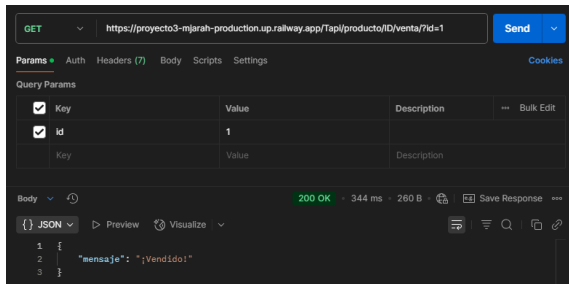 GET https://proyecto3-mjarah-production.up.railway.app/Tapi/producto/ID/venta/?id=1 Send
Params Auth Headers (7) Body Scripts Settings Cookies
Query Params
Key Value Description Bulk Edit
id 1
Key Value Description
Body 200 OK 344 ms 260 B Save Response
{} JSON Preview Visualize
1 {
2 "mensaje": "¡Vendido!"
3 }